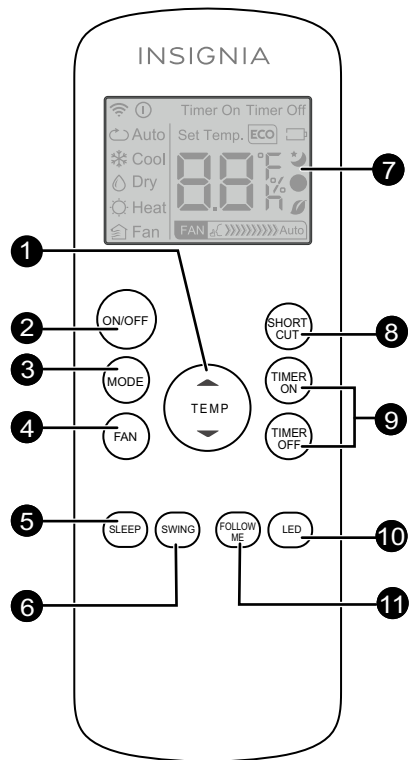 INSIGNIA
Timer On Timer Off
Auto Set Temp. ECO
Cool
Dry
Heat
Fan
88 °F % h
FAN Auto
1
2
3
4
5
6
7
8
9
10
11
ON/OFF
SHORT
CUT
MODE
TEMP
TIMER
ON
FAN
TIMER
OFF
SLEEP
SWING
FOLLOW
ME
LED